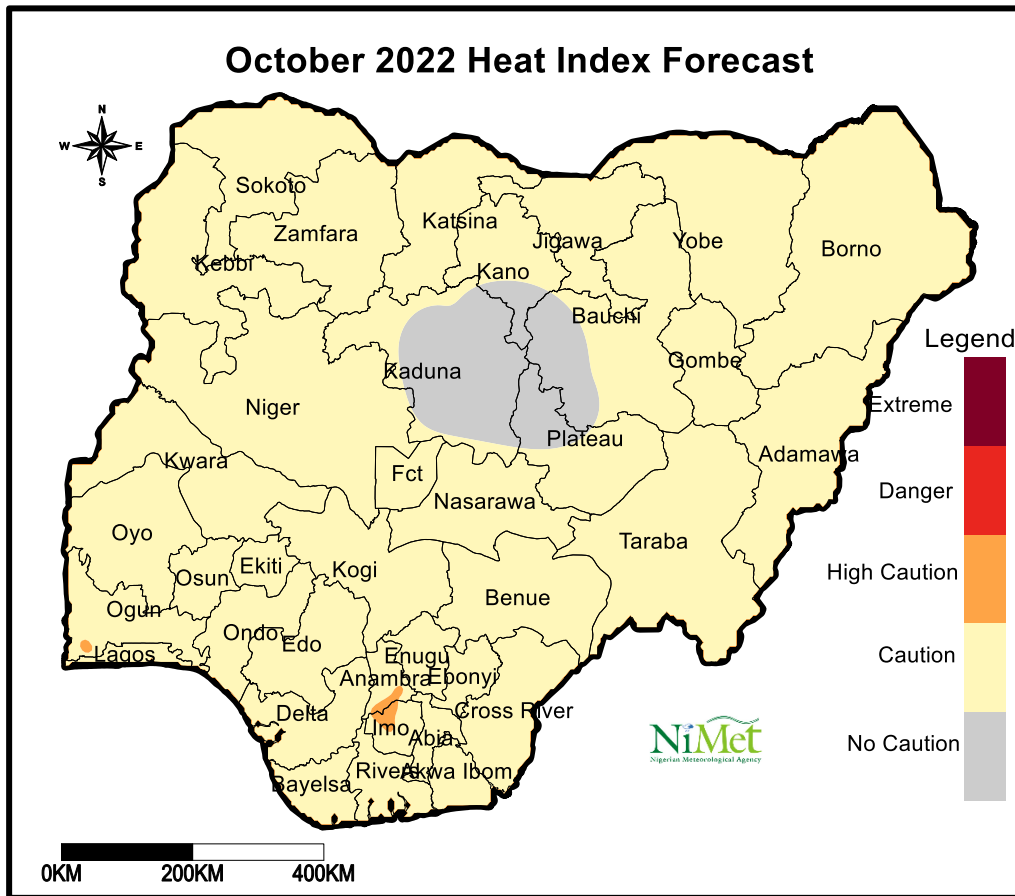 October 2022 Heat Index Forecast
N
W E
S
Sokoto
Katsina
Zamfara
Jigawa
Yobe
Borno
Kebbi
Kano
Bauchi
Legend
Kaduna
Gombe
Niger
Extreme
Plateau
Kwara
Adamawa
Fct
Danger
Nasarawa
Oyo
Taraba
Osun
Ekiti
Kogi
High Caution
Benue
Ogun
Ondo
Edo
Lagos
Enugu
Caution
Anambra
Ebonyi
Delta
Cross River
Imo
Abia
NiMet
Nigerian Meteorological Agency
No Caution
Rivers
Akwa Ibom
Bayelsa
0KM 200KM 400KM